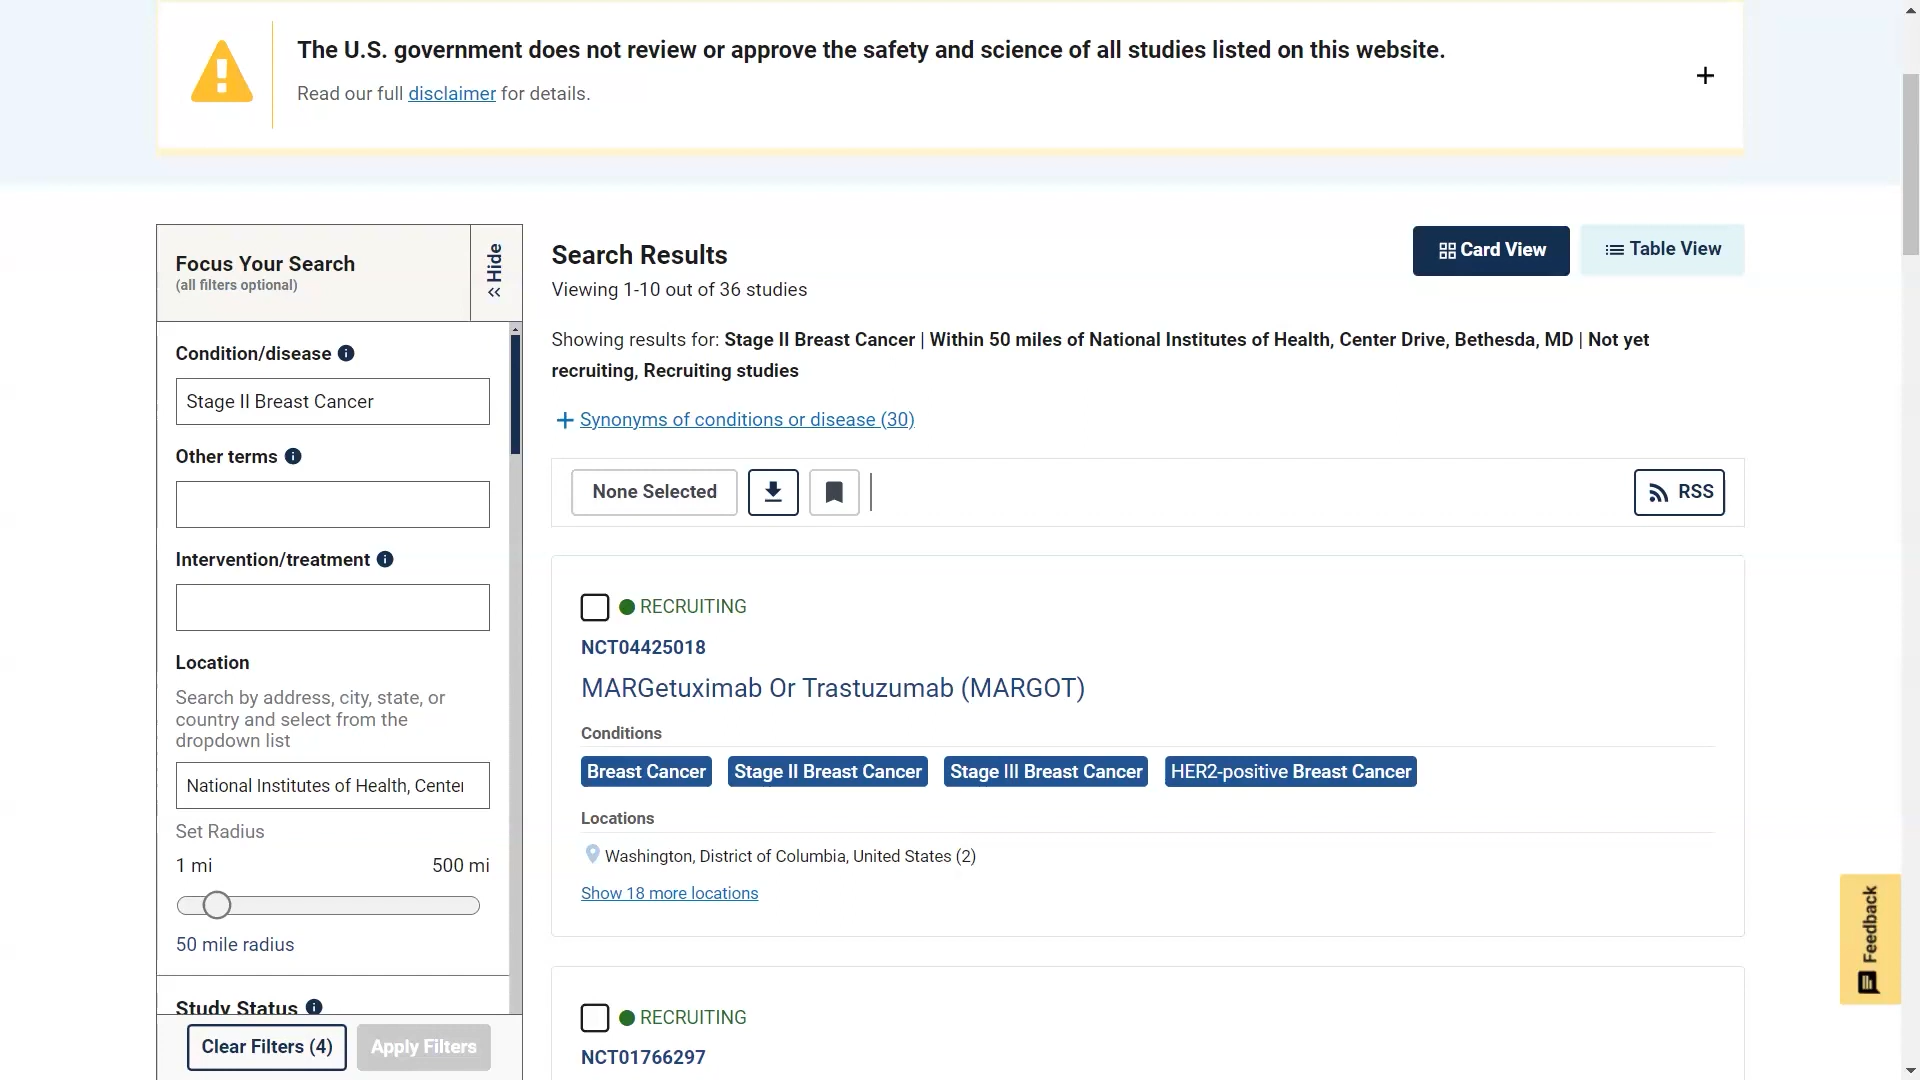 The U.S. government does not review or approve the safety and science of all studies listed on this website.
Read our full disclaimer for details.
Focus Your Search
(all filters optional)
Hide
Condition/disease
Stage II Breast Cancer
Other terms
Intervention/treatment
Location
Search by address, city, state, or
country and select from the
dropdown list
National Institutes of Health, Center
Set Radius
1 mi 500 mi
50 mile radius
Study Status
Clear Filters (4) Apply Filters
Search Results
Viewing 1-10 out of 36 studies
Card View Table View
Showing results for: Stage II Breast Cancer | Within 50 miles of National Institutes of Health, Center Drive, Bethesda, MD | Not yet
recruiting, Recruiting studies
Synonyms of conditions or disease (30)
None Selected RSS
RECRUITING
NCT04425018
MARGetuximab Or Trastuzumab (MARGOT)
Conditions
Breast Cancer Stage II Breast Cancer Stage III Breast Cancer HER2-positive Breast Cancer
Locations
Washington, District of Columbia, United States (2)
Show 18 more locations
RECRUITING
NCT01766297
Feedback